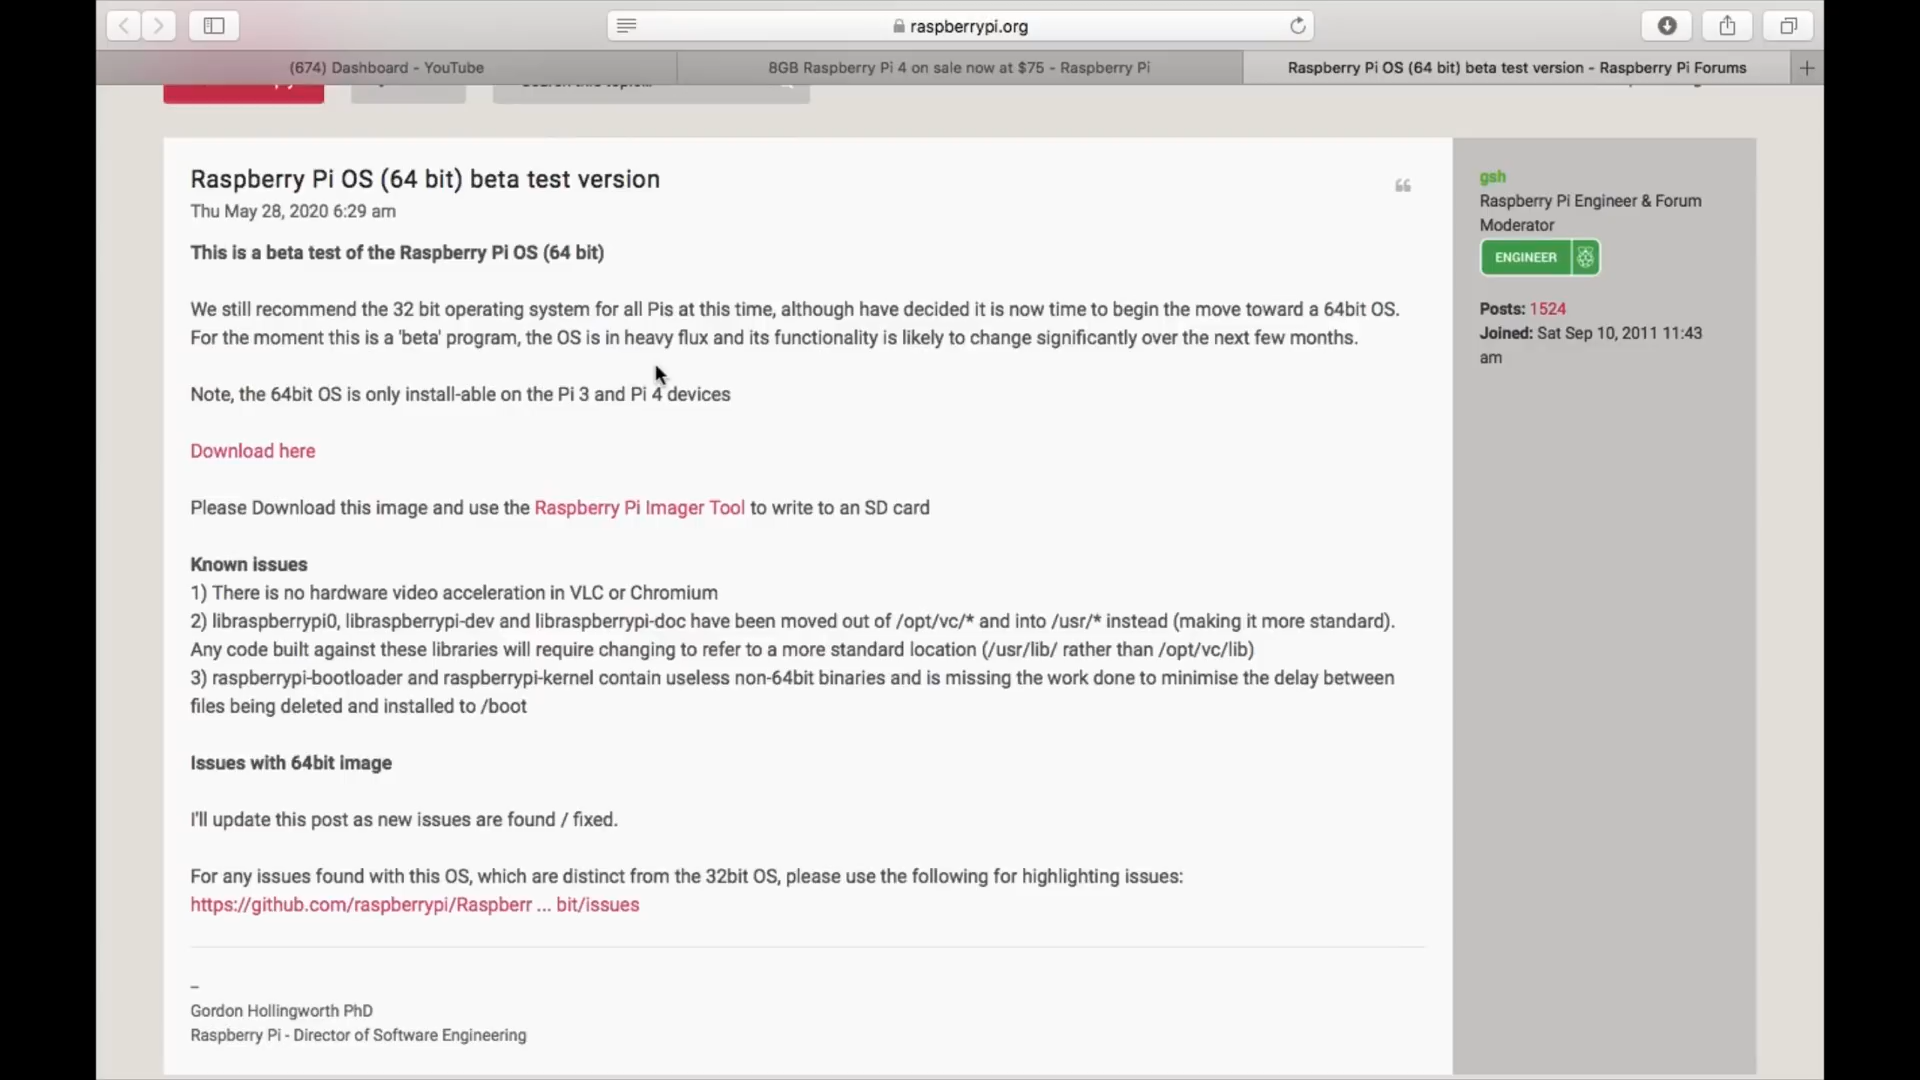 raspberrypi.org
(674) Dashboard - YouTube
8GB Raspberry Pi 4 on sale now at $75 - Raspberry Pi
Raspberry Pi OS (64 bit) beta test version - Raspberry Pi Forums
Raspberry Pi OS (64 bit) beta test version
Thu May 28, 2020 6:29 am
This is a beta test of the Raspberry Pi OS (64 bit)
We still recommend the 32 bit operating system for all Pis at this time, although have decided it is now time to begin the move toward a 64bit OS.
For the moment this is a 'beta' program, the OS is in heavy flux and its functionality is likely to change significantly over the next few months.
Note, the 64bit OS is only install-able on the Pi 3 and Pi 4 devices
Download here
Please Download this image and use the Raspberry Pi Imager Tool to write to an SD card
Known issues
1) There is no hardware video acceleration in VLC or Chromium
2) libraspberrypi0, libraspberrypi-dev and libraspberrypi-doc have been moved out of /opt/vc/* and into /usr/* instead (making it more standard).
Any code built against these libraries will require changing to refer to a more standard location (/usr/lib/ rather than /opt/vc/lib)
3) raspberrypi-bootloader and raspberrypi-kernel contain useless non-64bit binaries and is missing the work done to minimise the delay between
files being deleted and installed to /boot
Issues with 64bit image
I'll update this post as new issues are found / fixed.
For any issues found with this OS, which are distinct from the 32bit OS, please use the following for highlighting issues:
https://github.com/raspberrypi/Raspberr ... bit/issues
–
Gordon Hollingworth PhD
Raspberry Pi - Director of Software Engineering
gsh
Raspberry Pi Engineer & Forum
Moderator
ENGINEER
Posts: 1524
Joined: Sat Sep 10, 2011 11:43
am